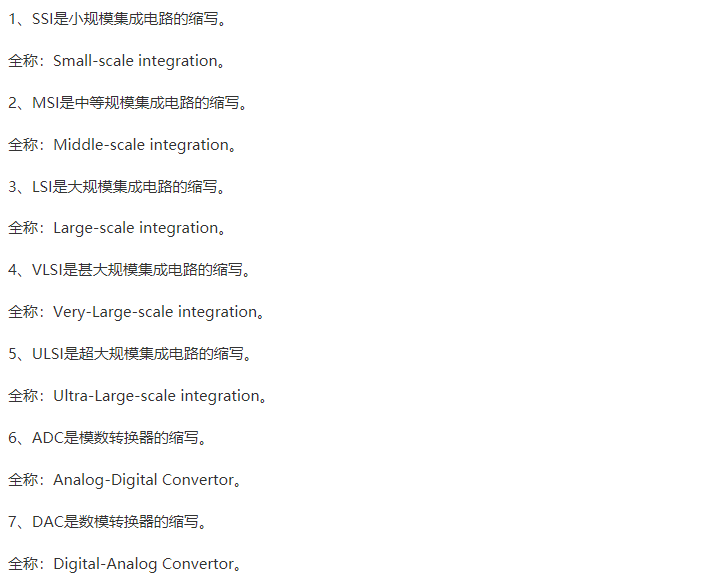 1、SSI是小规模集成电路的缩写。
全称：Small-scale integration。
2、MSI是中等规模集成电路的缩写。
全称：Middle-scale integration。
3、LSI是大规模集成电路的缩写。
全称：Large-scale integration。
4、VLSI是甚大规模集成电路的缩写。
全称：Very-Large-scale integration。
5、ULSI是超大规模集成电路的缩写。
全称：Ultra-Large-scale integration。
6、ADC是模数转换器的缩写。
全称：Analog-Digital Convertor。
7、DAC是数模转换器的缩写。
全称：Digital-Analog Convertor。